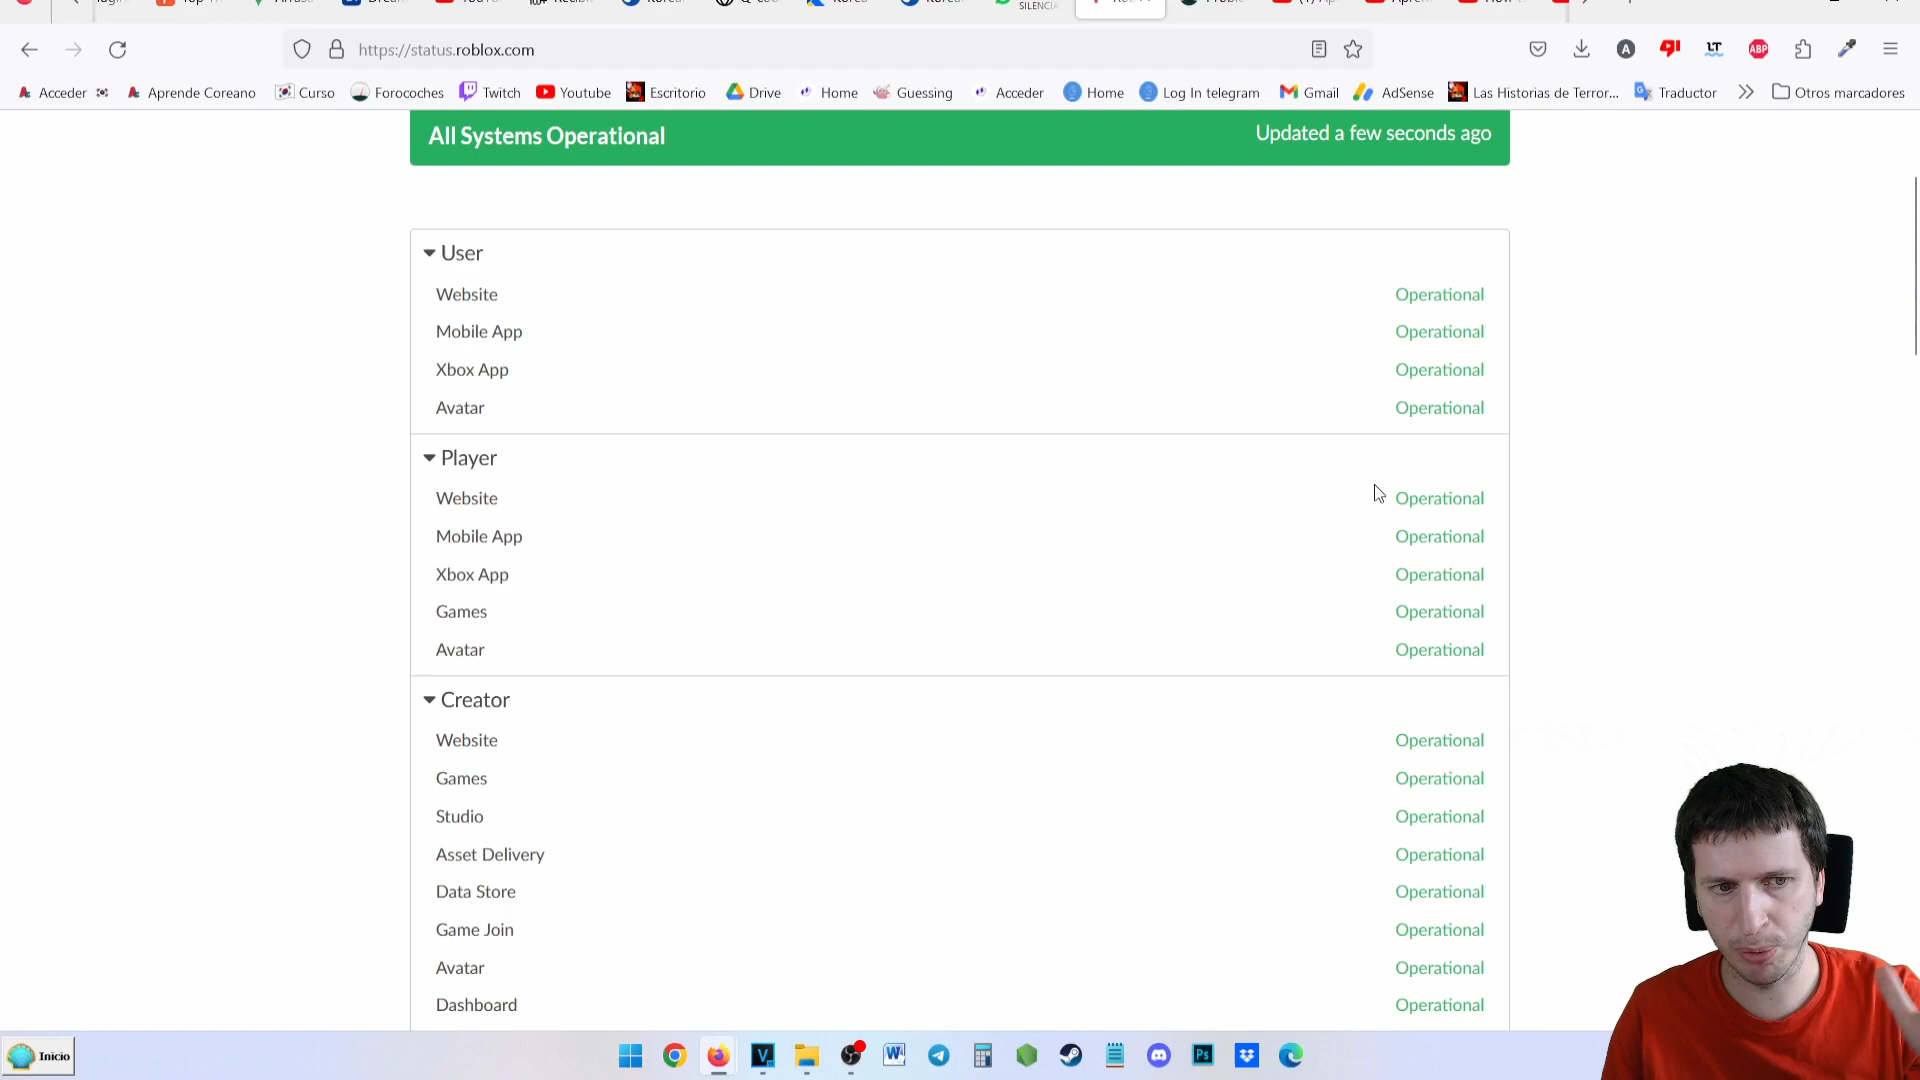 SILENCIA
https://status.roblox.com
Acceder
Aprende Coreano
Curso
Forocoches
Twitch
Youtube
Escritorio
Drive
Home
Guessing
Acceder
Home
Log In telegram
Gmail
AdSense
Las Historias de Terror...
Traductor
Otros marcadores
All Systems Operational
Updated a few seconds ago
User
Website Operational
Mobile App Operational
Xbox App Operational
Avatar Operational
Player
Website Operational
Mobile App Operational
Xbox App Operational
Games Operational
Avatar Operational
Creator
Website Operational
Games Operational
Studio Operational
Asset Delivery Operational
Data Store Operational
Game Join Operational
Avatar Operational
Dashboard Operational
Inicio